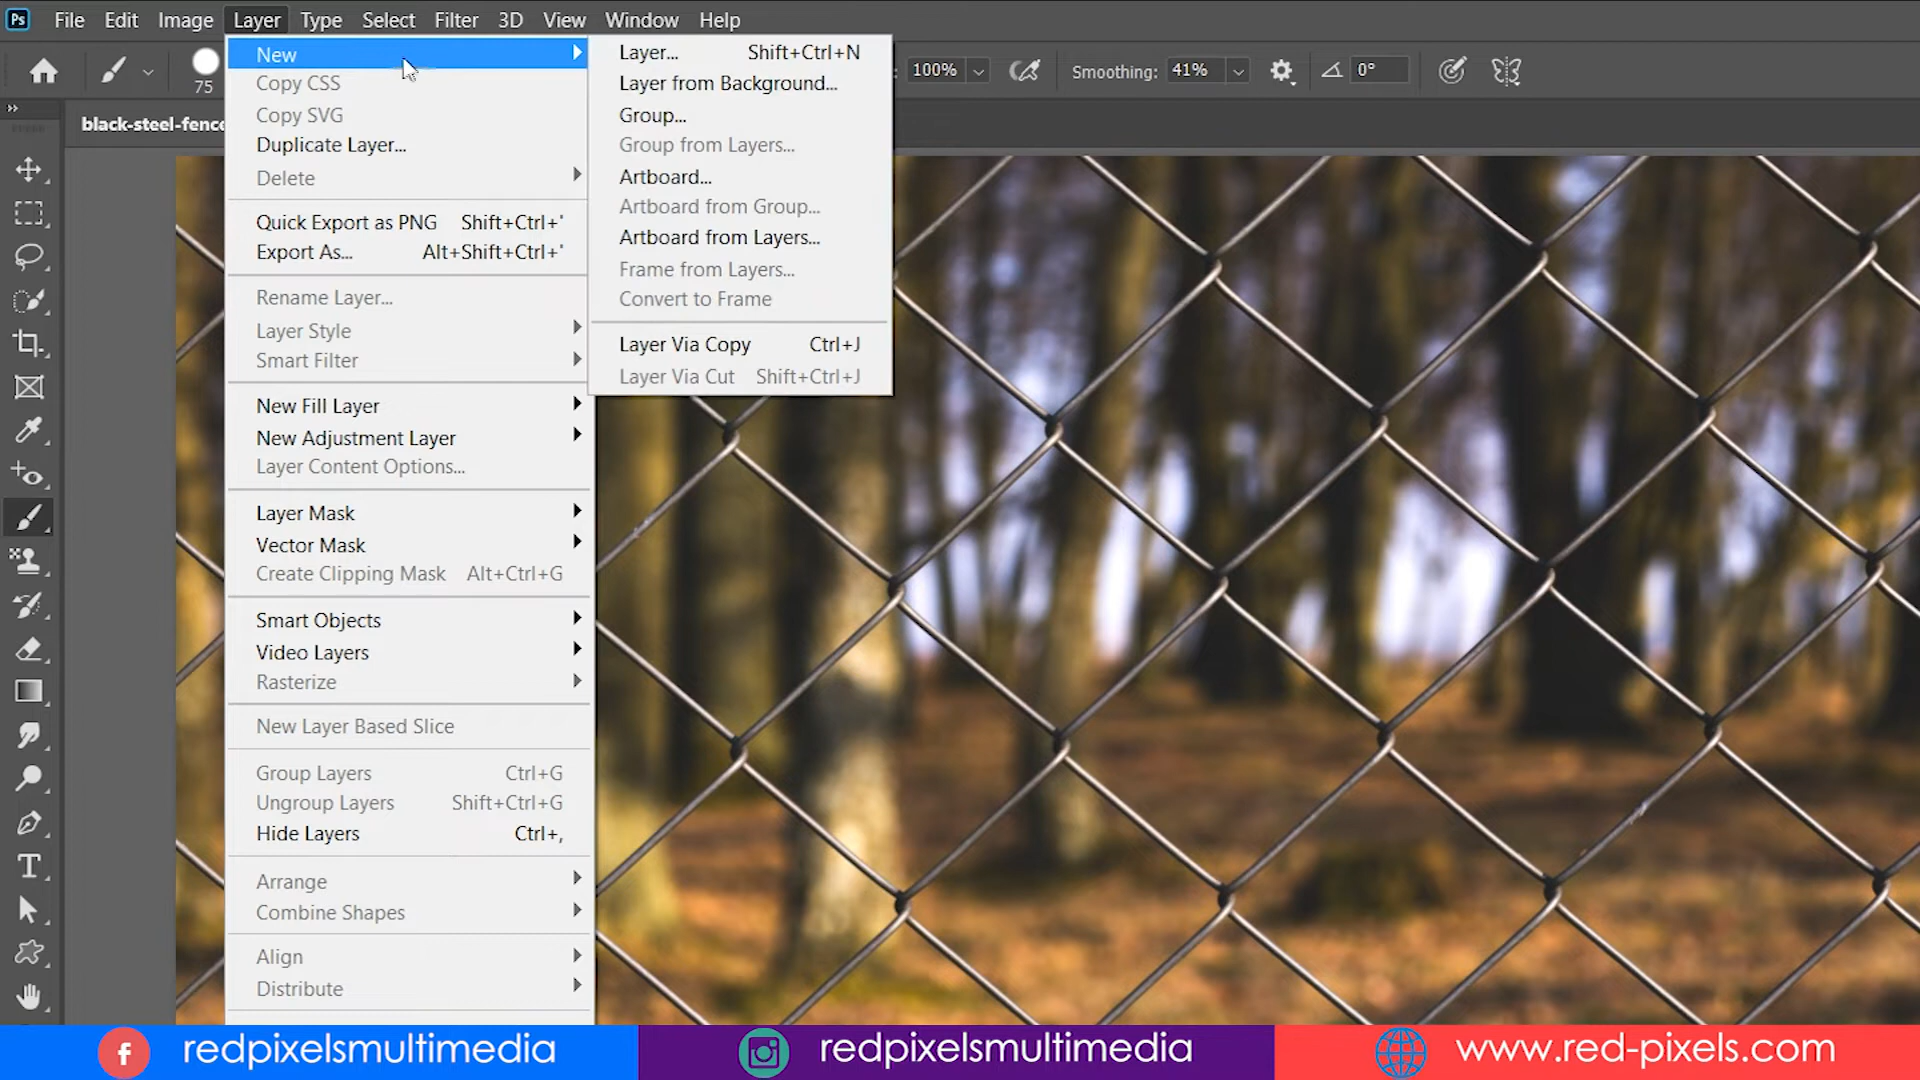 Ps File Edit Image Layer Type Select Filter 3D View Window Help
75
100% Smoothing: 41% 0°
black-steel-fence
New
Copy CSS
Copy SVG
Duplicate Layer...
Delete
Quick Export as PNG Shift+Ctrl+'
Export As... Alt+Shift+Ctrl+'
Rename Layer...
Layer Style
Smart Filter
New Fill Layer
New Adjustment Layer
Layer Content Options...
Layer Mask
Vector Mask
Create Clipping Mask Alt+Ctrl+G
Smart Objects
Video Layers
Rasterize
New Layer Based Slice
Group Layers Ctrl+G
Ungroup Layers Shift+Ctrl+G
Hide Layers Ctrl+,
Arrange
Combine Shapes
Align
Distribute
Layer... Shift+Ctrl+N
Layer from Background...
Group...
Group from Layers...
Artboard...
Artboard from Group...
Artboard from Layers...
Frame from Layers...
Convert to Frame
Layer Via Copy Ctrl+J
Layer Via Cut Shift+Ctrl+J
redpixelsmultimedia redpixelsmultimedia www.red-pixels.com